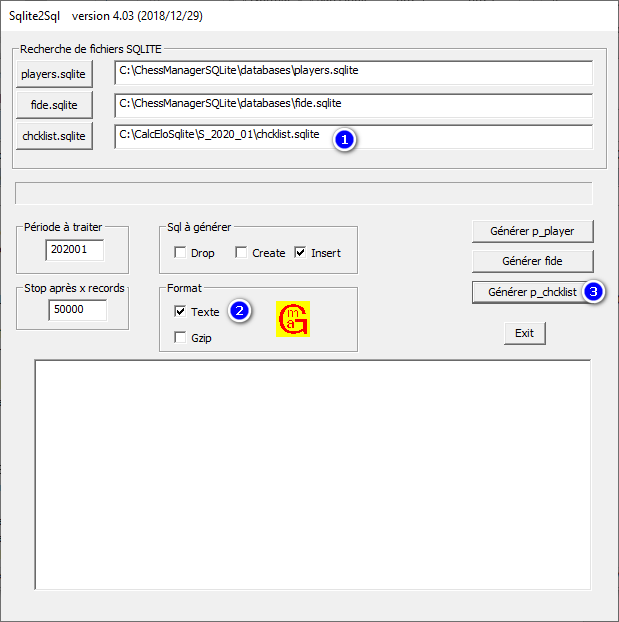 Sqlite2Sql version 4.03 (2018/12/29)
Recherche de fichiers SQLITE
players.sqlite C:\ChessManagerSQLite\databases\players.sqlite
fide.sqlite C:\ChessManagerSQLite\databases\fide.sqlite
chcklist.sqlite C:\CalcEloSqlite\S_2020_01\chcklist.sqlite 1
Période à traiter
202001
Sql à générer
Drop Create Insert
Générer p_player
Générer fide
Générer p_chcklist 3
Stop après x records
50000
Format
Texte 2
Gzip
G m a
Exit